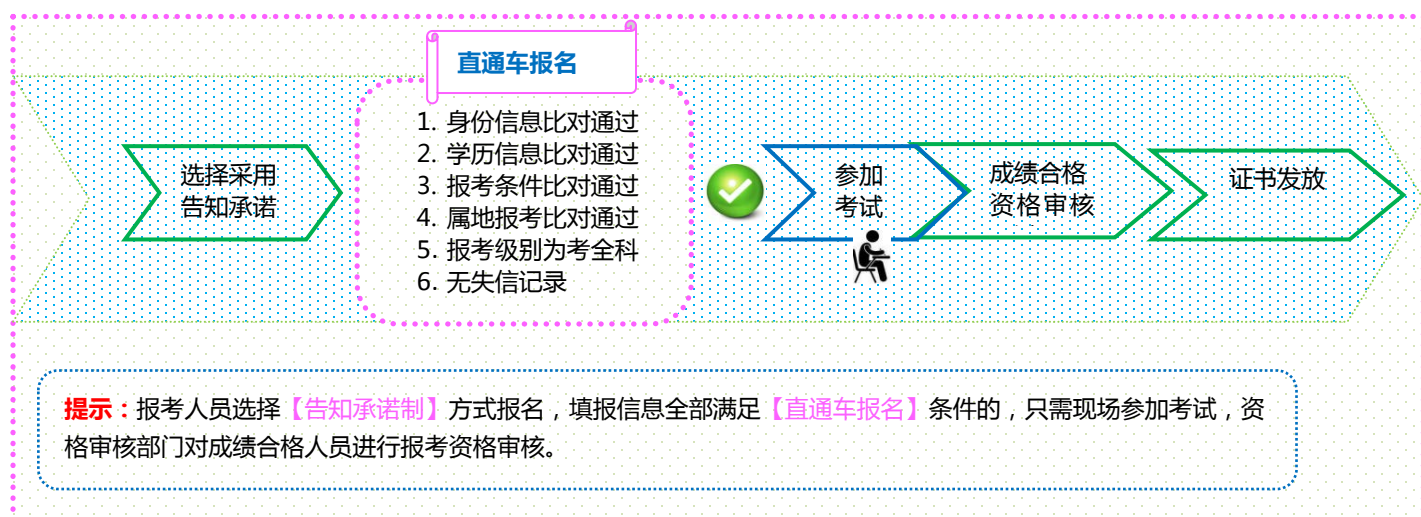 直通车报名
选择采用
告知承诺
1. 身份信息比对通过
2. 学历信息比对通过
3. 报考条件比对通过
4. 属地报考比对通过
5. 报考级别为考全科
6. 无失信记录
参加
考试
成绩合格
资格审核
证书发放
提示：报考人员选择【告知承诺制】方式报名，填报信息全部满足【直通车报名】条件的，只需现场参加考试，资
格审核部门对成绩合格人员进行报考资格审核。